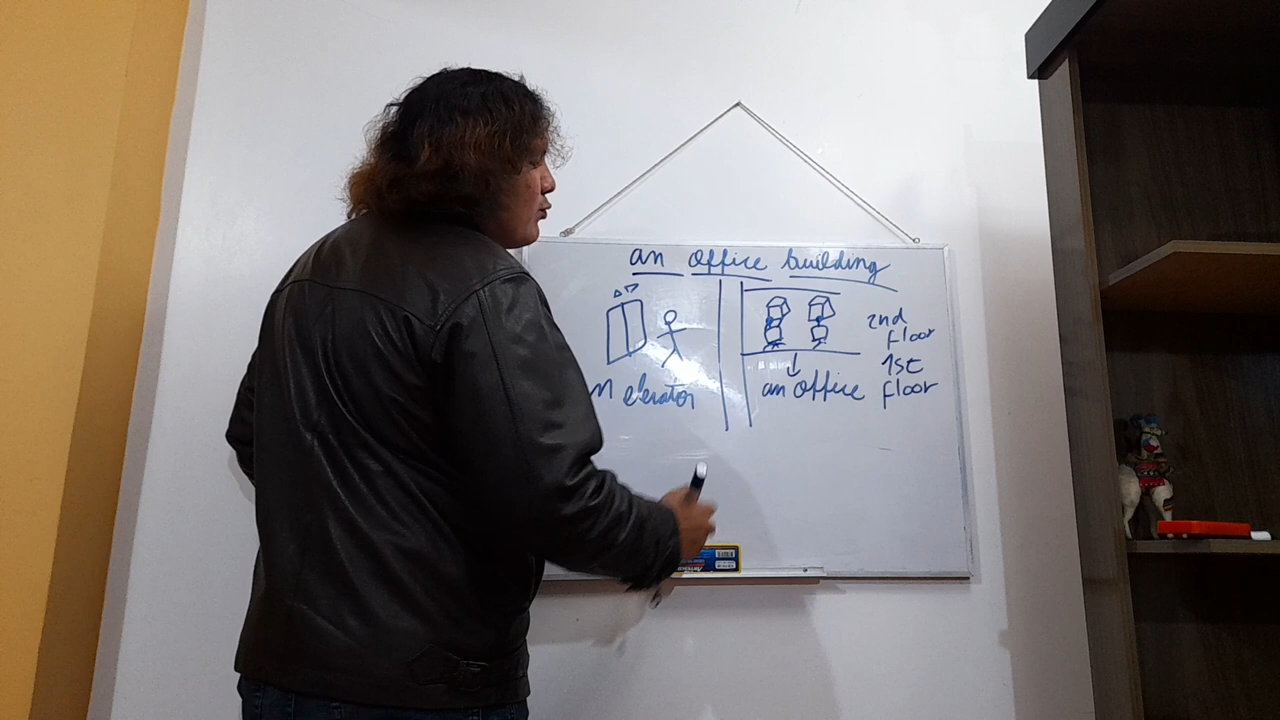 an office building
elevator
an office
2nd
floor
1st
floor